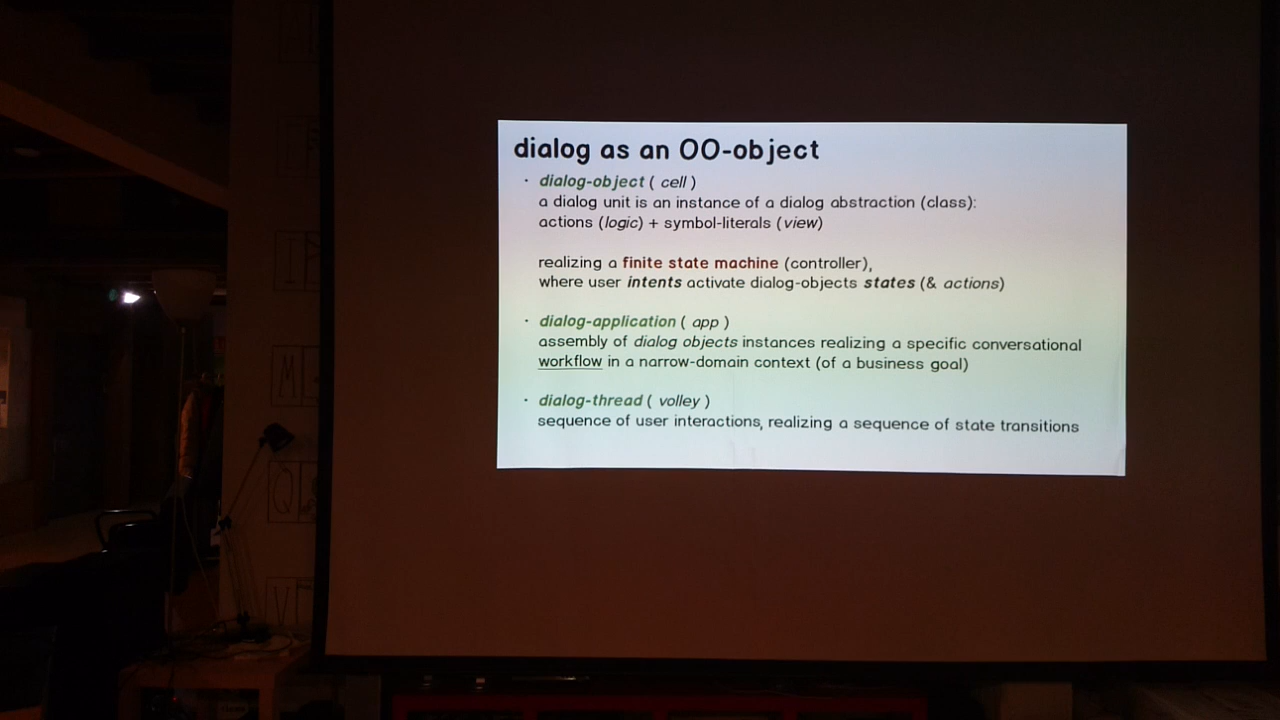 dialog as an OO-object
· dialog-object ( cell )
a dialog unit is an instance of a dialog abstraction (class):
actions (logic) + symbol-literals (view)
realizing a finite state machine (controller),
where user intents activate dialog-objects states (& actions)
· dialog-application ( app )
assembly of dialog objects instances realizing a specific conversational
workflow in a narrow-domain context (of a business goal)
· dialog-thread ( volley )
sequence of user interactions, realizing a sequence of state transitions
M
Q